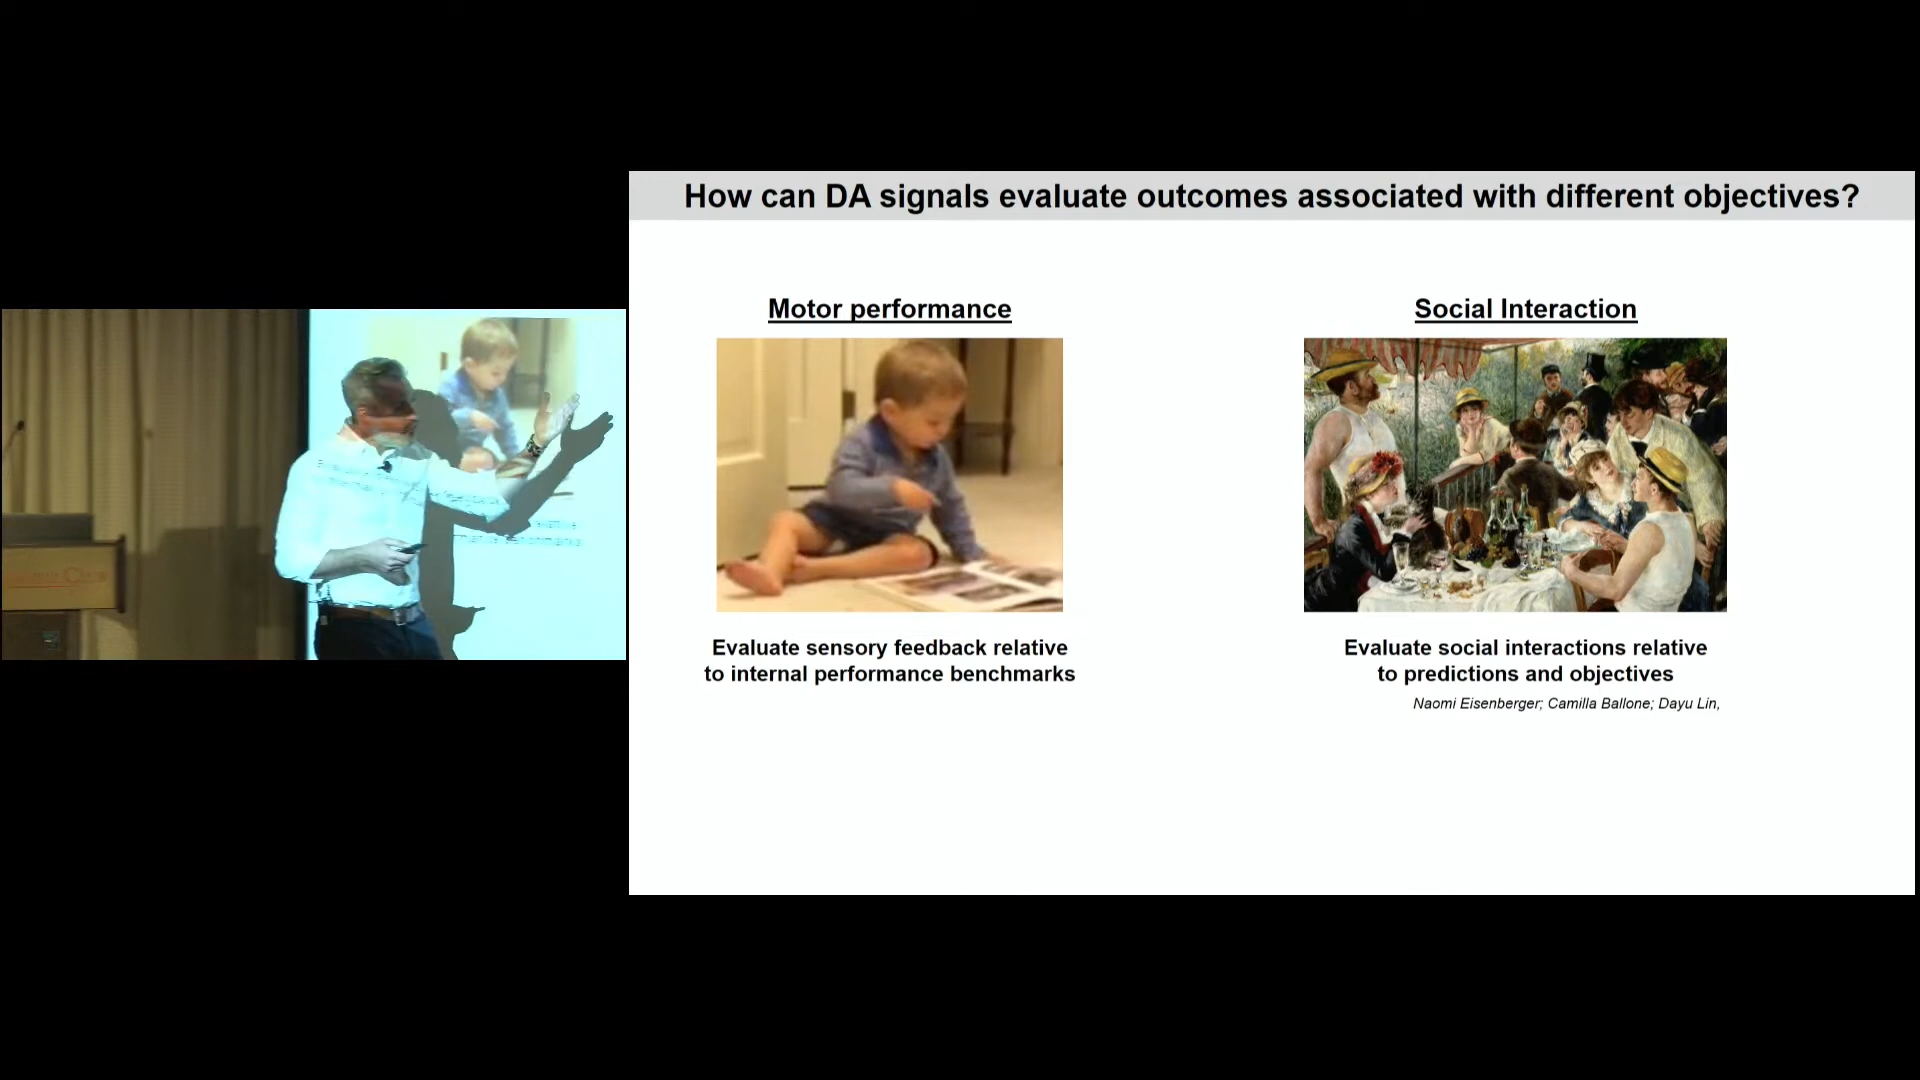 How can DA signals evaluate outcomes associated with different objectives?
Motor performance
Social Interaction
Evaluate sensory feedback relative
to internal performance benchmarks
Evaluate social interactions relative
to predictions and objectives
Naomi Eisenberger; Camilla Ballone; Dayu Lin,